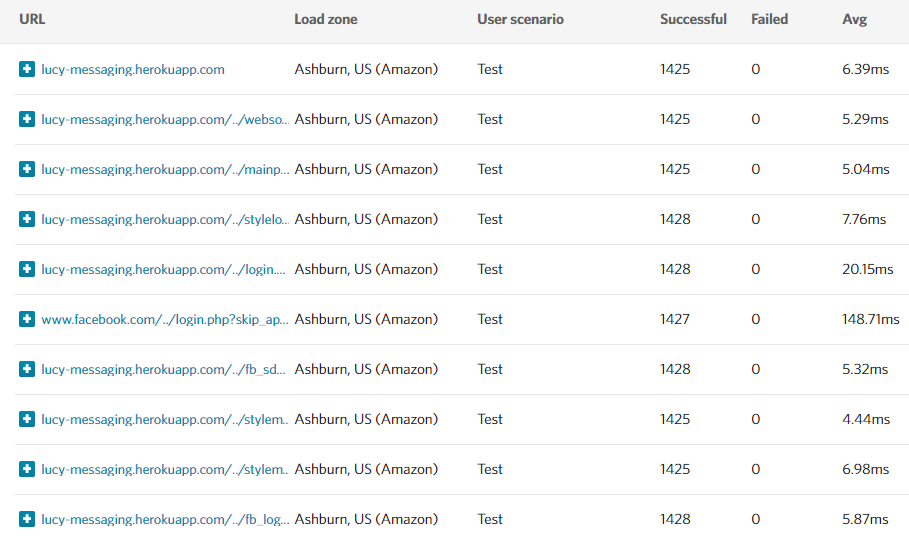 URL Load zone User scenario Successful Failed Avg
lucy-messaging.herokuapp.com Ashburn, US (Amazon) Test 1425 0 6.39ms
lucy-messaging.herokuapp.com/../webso... Ashburn, US (Amazon) Test 1425 0 5.29ms
lucy-messaging.herokuapp.com/../mainp... Ashburn, US (Amazon) Test 1425 0 5.04ms
lucy-messaging.herokuapp.com/../stylelo... Ashburn, US (Amazon) Test 1428 0 7.76ms
lucy-messaging.herokuapp.com/../login.... Ashburn, US (Amazon) Test 1428 0 20.15ms
www.facebook.com/../login.php?skip_ap... Ashburn, US (Amazon) Test 1427 0 148.71ms
lucy-messaging.herokuapp.com/../fb_sd... Ashburn, US (Amazon) Test 1428 0 5.32ms
lucy-messaging.herokuapp.com/../stylem.. Ashburn, US (Amazon) Test 1425 0 4.44ms
lucy-messaging.herokuapp.com/../stylem.. Ashburn, US (Amazon) Test 1425 0 6.98ms
lucy-messaging.herokuapp.com/../fb_log... Ashburn, US (Amazon) Test 1428 0 5.87ms